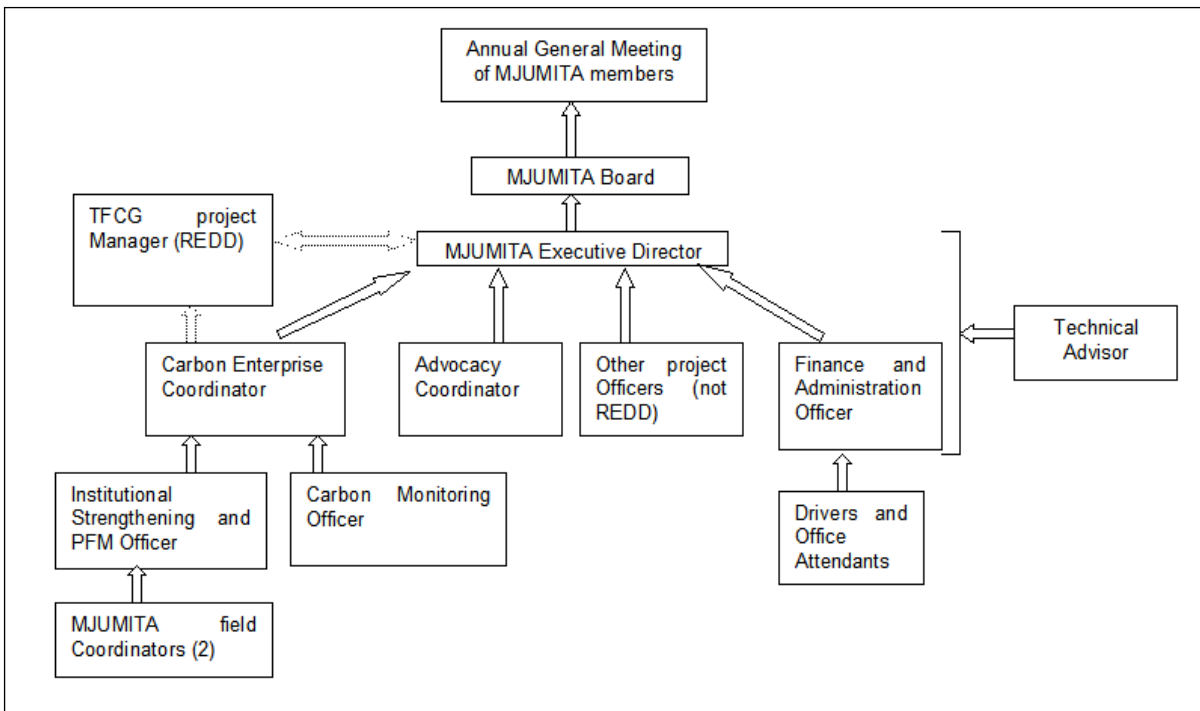 Annual General Meeting
of MJUMITA members
MJUMITA Board
TFCG project
Manager (REDD)
MJUMITA Executive Director
Technical
Advisor
Carbon Enterprise
Coordinator
Advocacy
Coordinator
Other project
Officers (not
REDD)
Finance and
Administration
Officer
Institutional
Strengthening and
PFM Officer
Carbon Monitoring
Officer
Drivers and
Office
Attendants
MJUMITA field
Coordinators (2)